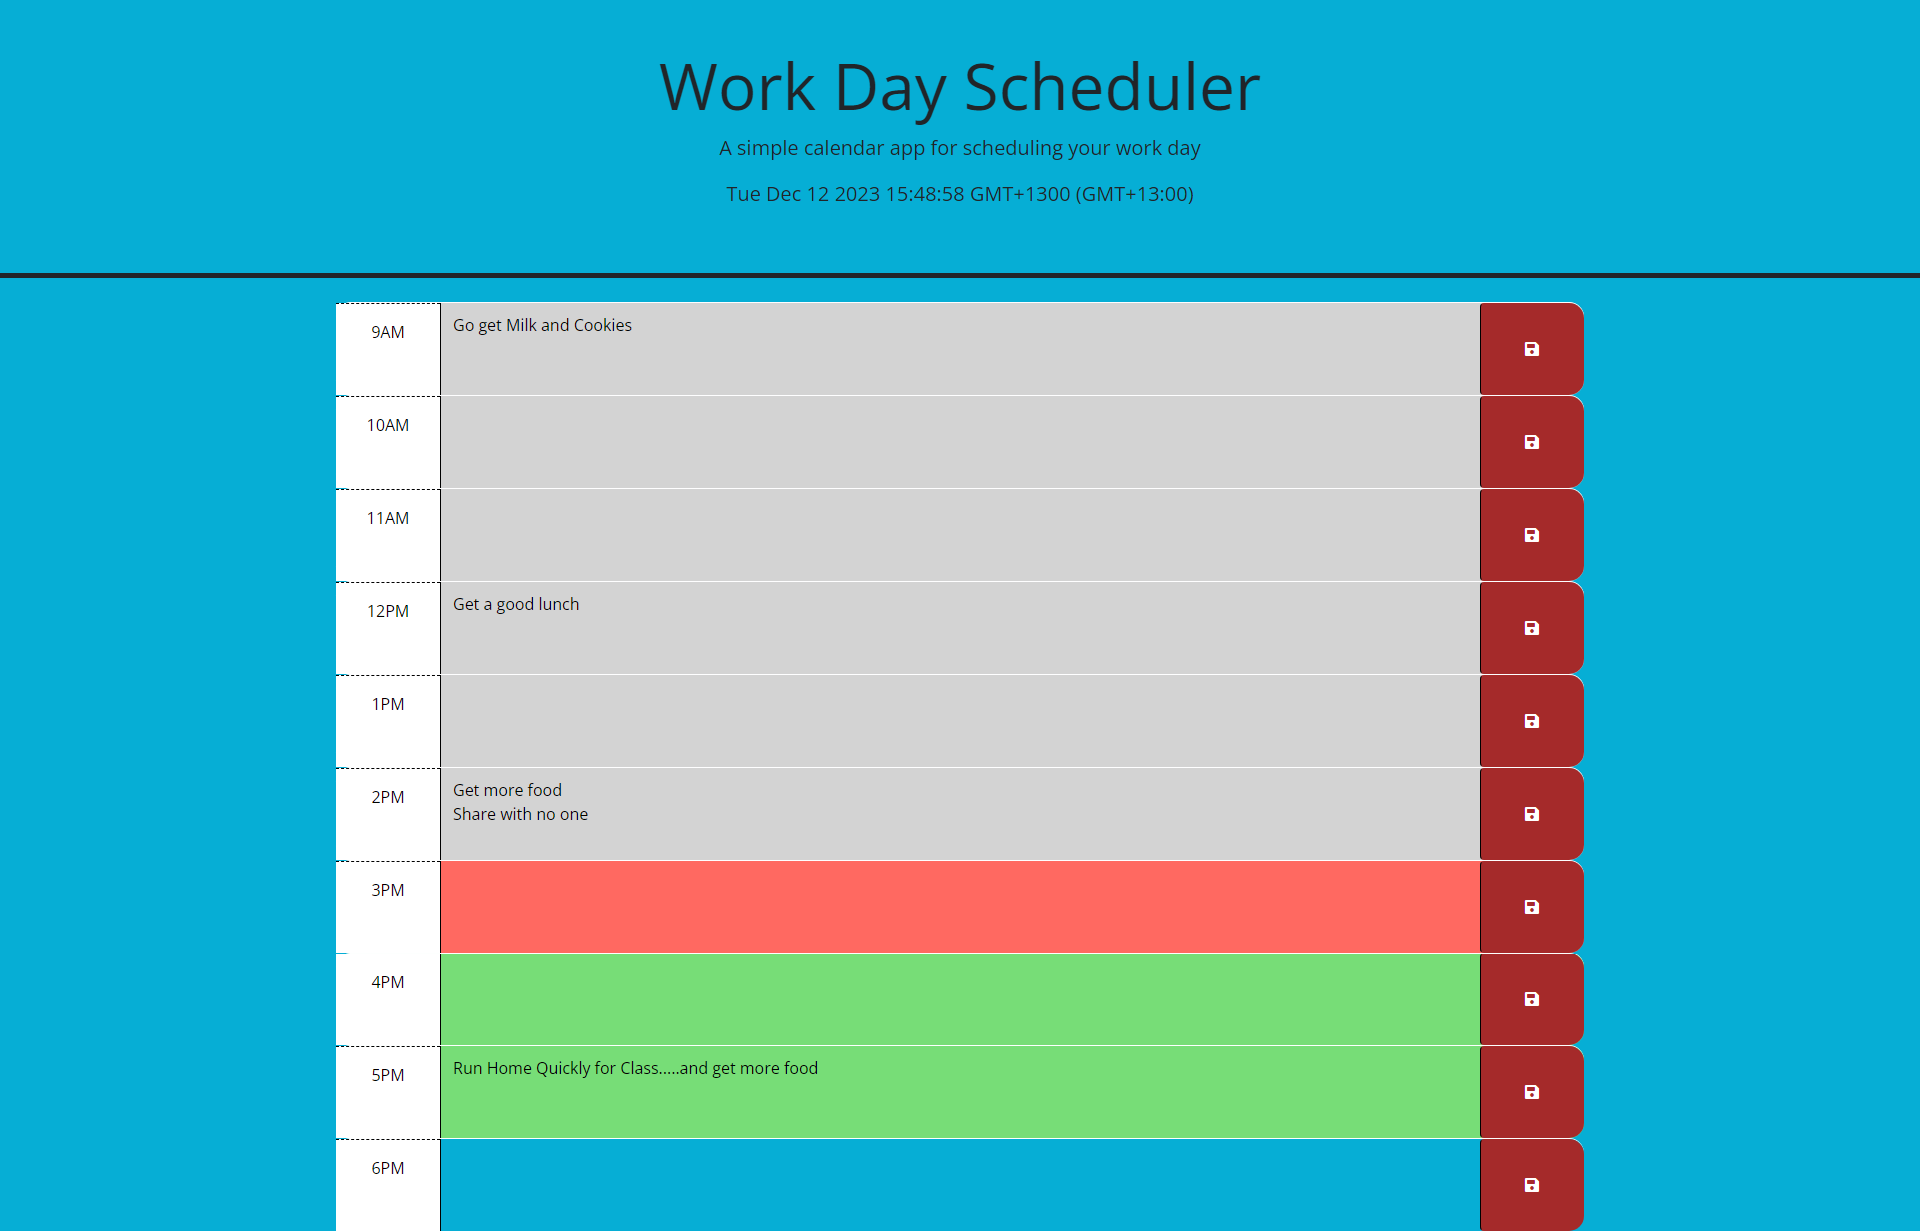 Work Day Scheduler
A simple calendar app for scheduling your work day
Tue Dec 12 2023 15:48:58 GMT+1300 (GMT+13:00)
9AM
Go get Milk and Cookies
10AM
11AM
12PM
Get a good lunch
1PM
2PM
Get more food
Share with no one
3PM
4PM
5PM
Run Home Quickly for Class.....and get more food
6PM